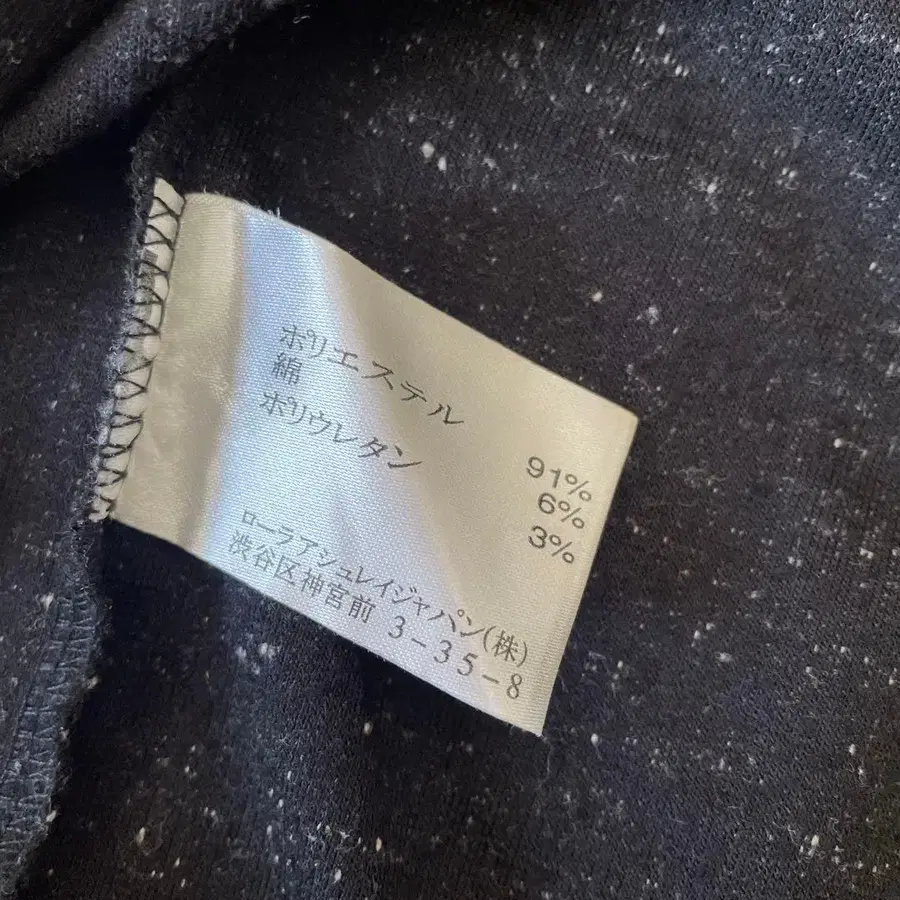 ポリエステル 91%
綿 6%
ポリウレタン 3%
ローラアシュレイジャパン(株)
渋谷区神宮前 3-35-8